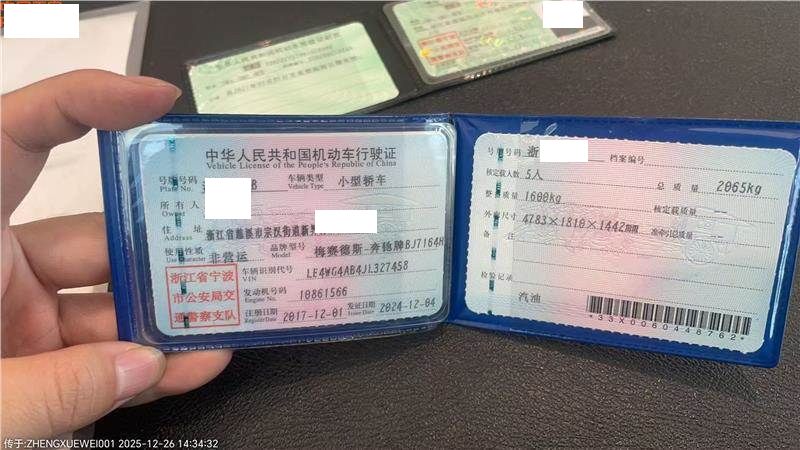 中华人民共和国机动车行驶证
Vehicle License of the People's Republic of China
号牌号码
Plate No.
B
车辆类型
Vehicle Type
小型轿车
所有人
Owner
住址
Address
浙江省慈溪市宗汉街道新
使用性质
Use Character
非营运
品牌型号
Model
梅赛德斯-奔驰牌BJ7164H
车辆识别代号
VIN
LE4WG4AB4JL327458
发动机号码
Engine No.
10861566
注册日期
Register Date
2017-12-01
发证日期
Issue Date
2024-12-04
浙江省宁波
市公安局交
通警察支队
号牌号码
浙
档案编号
核定载人数 5人
总质量 2065kg
整备质量 1600kg
核定载质量 --
外廓尺寸 4783×1810×1442
准牵引总质量 --
备注
检验记录
汽油
*33X0060448762*
传于:ZHENGXUEWEI001 2025-12-26 14:34:32